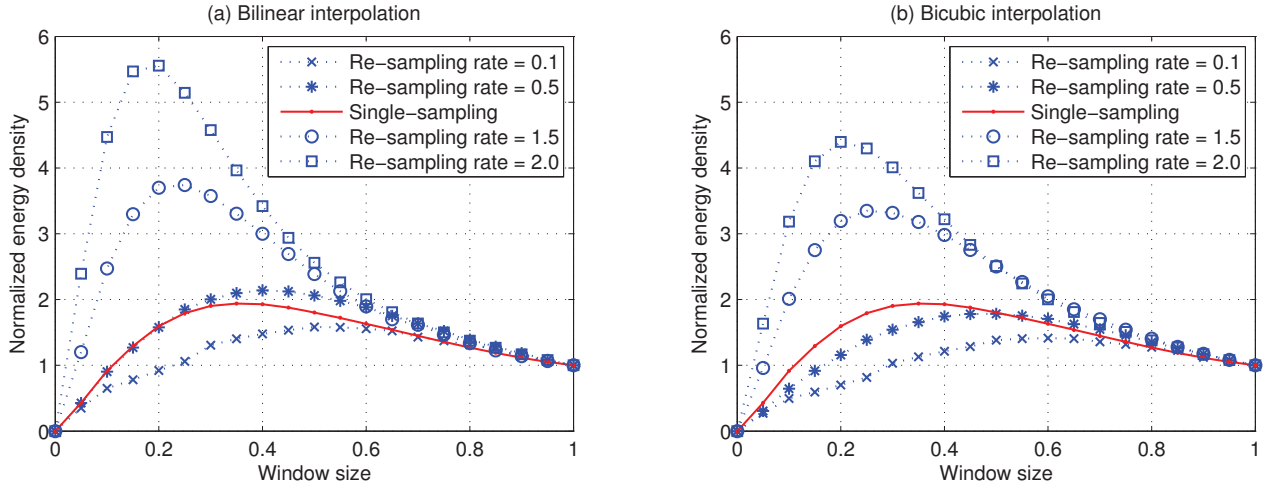 (a) Bilinear interpolation
6
5
4
3
2
1
0
Normalized energy density
Re−sampling rate = 0.1
Re−sampling rate = 0.5
Single−sampling
Re−sampling rate = 1.5
Re−sampling rate = 2.0
0 0.2 0.4 0.6 0.8 1
Window size
(b) Bicubic interpolation
6
5
4
3
2
1
0
Normalized energy density
Re−sampling rate = 0.1
Re−sampling rate = 0.5
Single−sampling
Re−sampling rate = 1.5
Re−sampling rate = 2.0
0 0.2 0.4 0.6 0.8 1
Window size